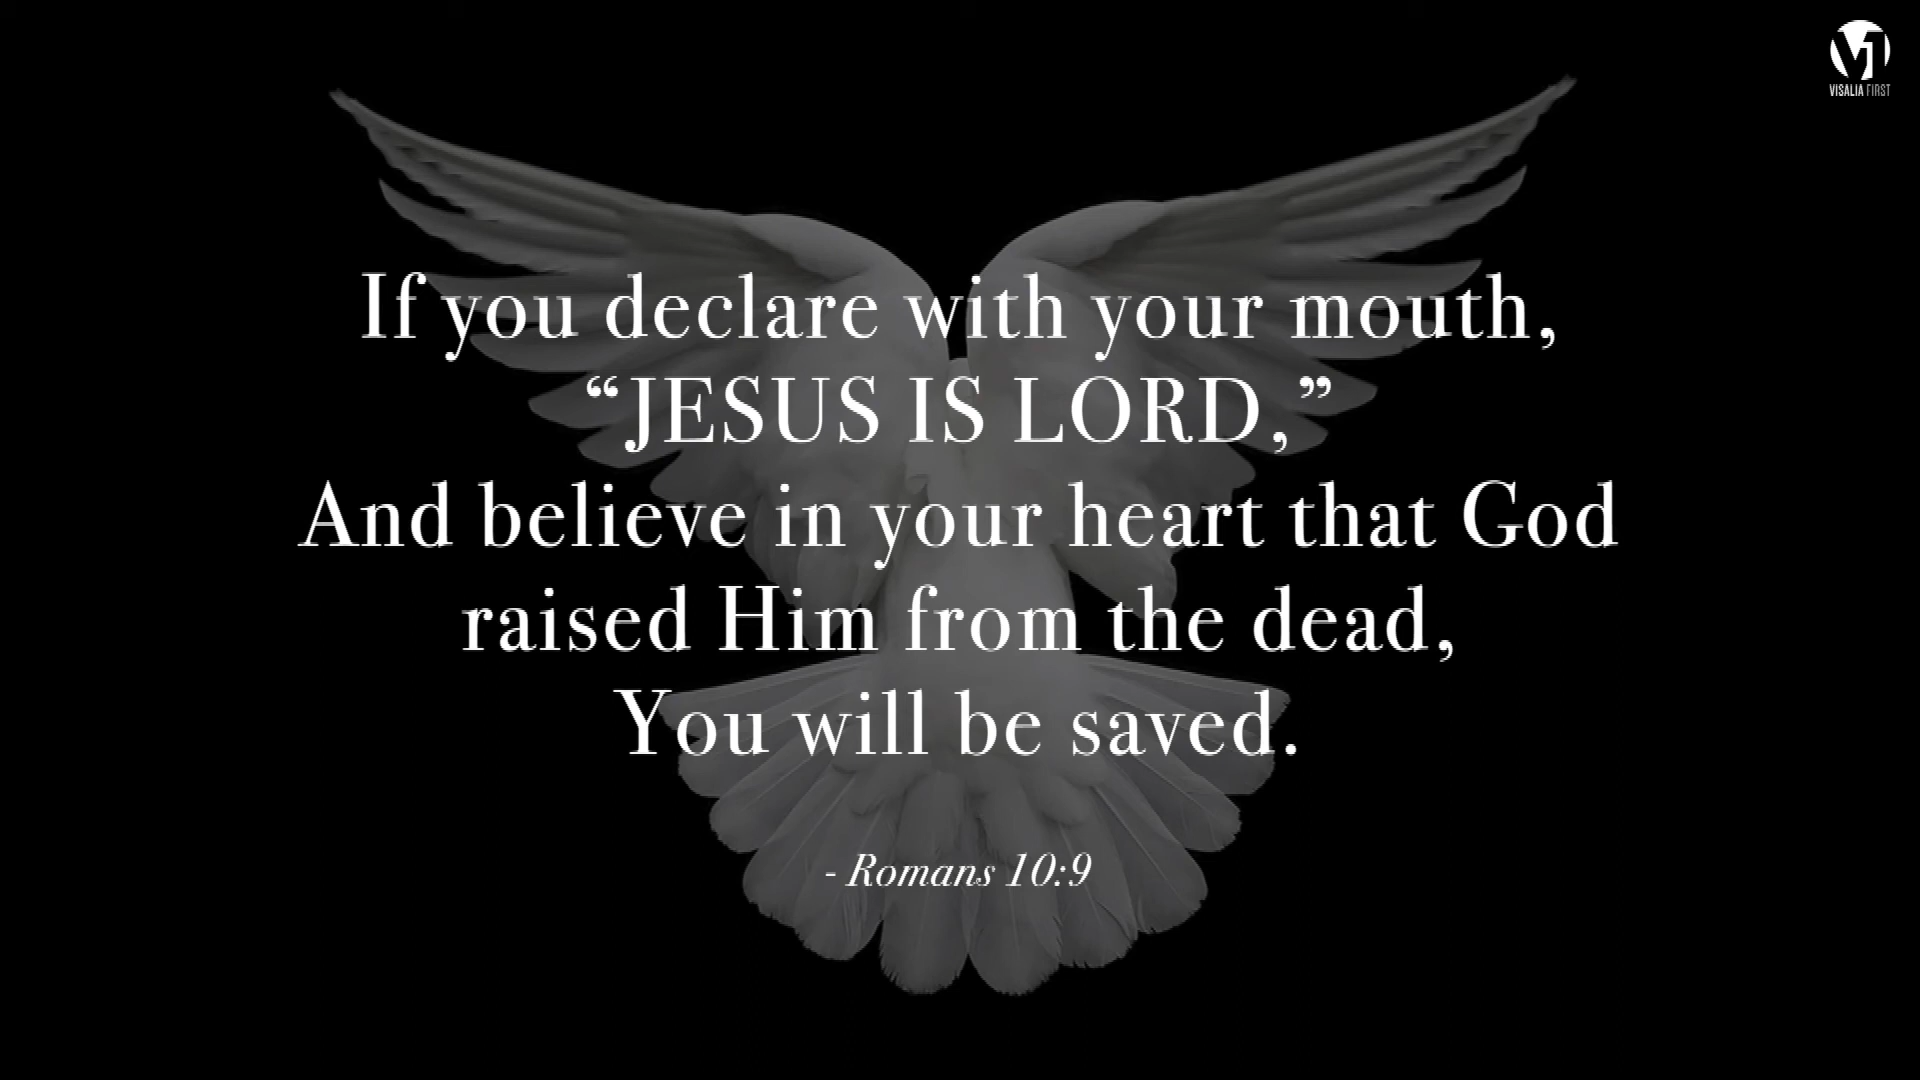 VISALIA FIRST
If you declare with your mouth,
“JESUS IS LORD,”
And believe in your heart that God
raised Him from the dead,
You will be saved.
- Romans 10:9